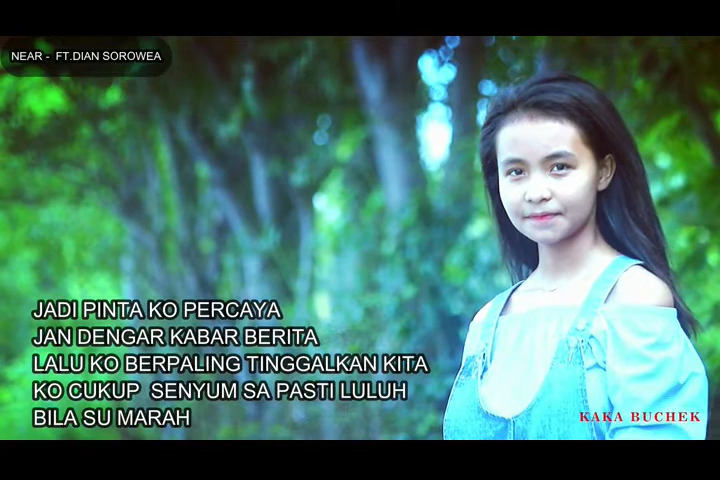 NEAR - FT.DIAN SOROWEA
JADI PINTA KO PERCAYA
JAN DENGAR KABAR BERITA
LALU KO BERPALING TINGGALKAN KITA
KO CUKUP SENYUM SA PASTI LULUH
BILA SU MARAH
KAKA BUCHEK